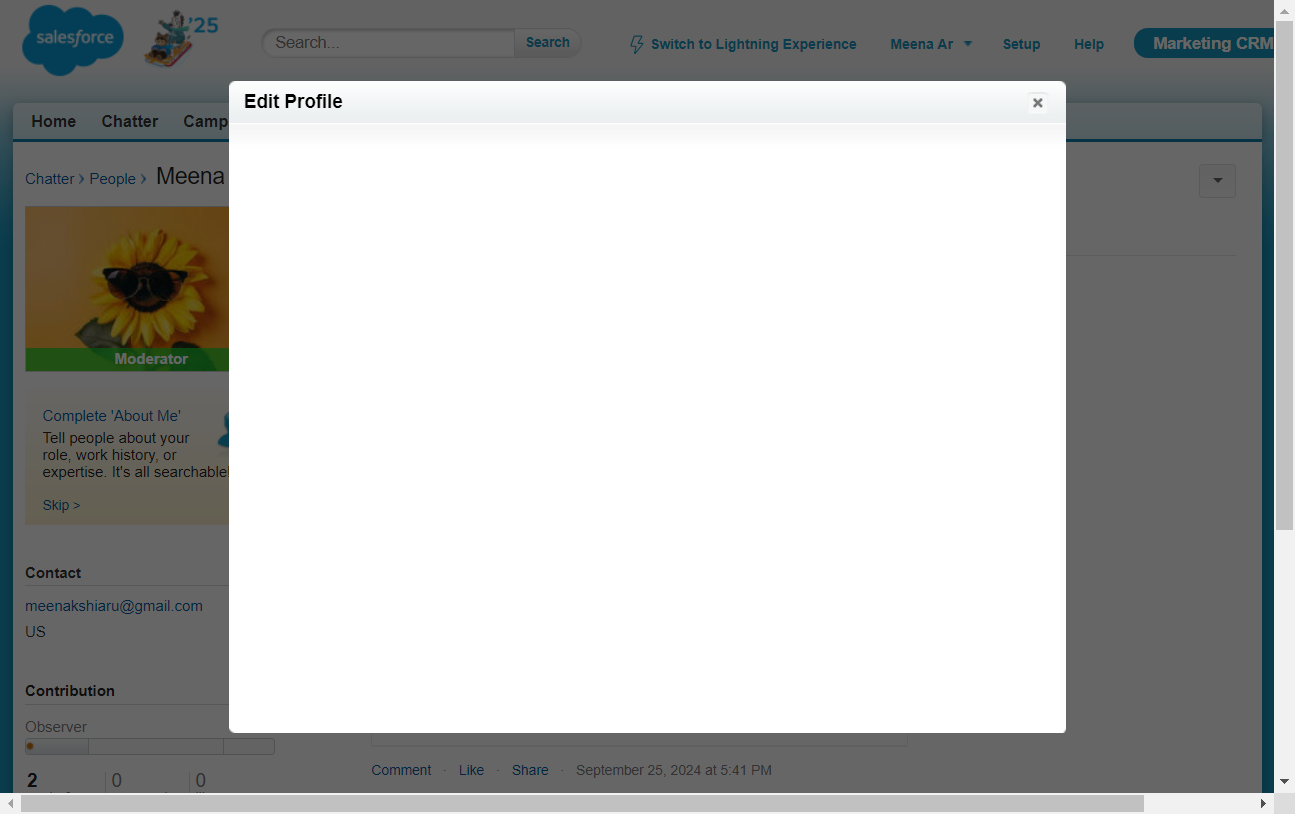 salesforce
'25
Search...
Search
Switch to Lightning Experience
Meena Ar
Setup
Help
Marketing CRM
Edit Profile
Home
Chatter
Chatter › People › Meena
Moderator
Complete 'About Me'
Tell people about your
role, work history, or
expertise. It's all searchable!
Skip >
Contact
meenakshiaru@gmail.com
US
Contribution
Observer
2
0
0
Comment · Like · Share · September 25, 2024 at 5:41 PM